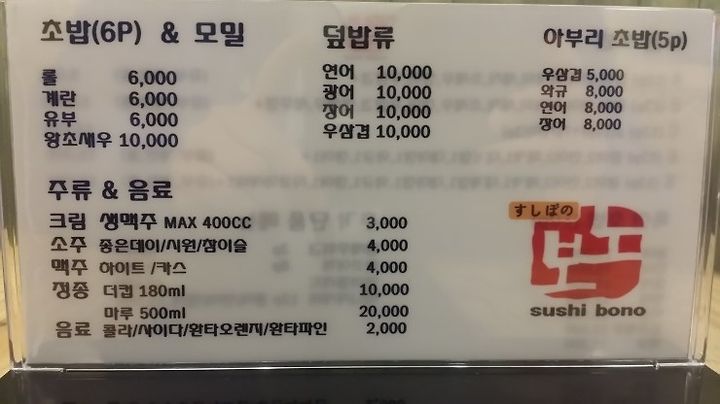 초밥(6P) & 모밀
롤 6,000
계란 6,000
유부 6,000
왕초새우 10,000
덮밥류
연어 10,000
광어 10,000
장어 10,000
우삼겹 10,000
아부리 초밥(5p)
우삼겹 5,000
와규 8,000
연어 8,000
장어 8,000
주류 & 음료
크림 생맥주 MAX 400CC 3,000
소주 좋은데이/시원/참이슬 4,000
맥주 하이트 /카스 4,000
정종 더컵 180ml 10,000
마루 500ml 20,000
음료 콜라/사이다/환타오렌지/환타파인 2,000
すしぼの
sushi bono